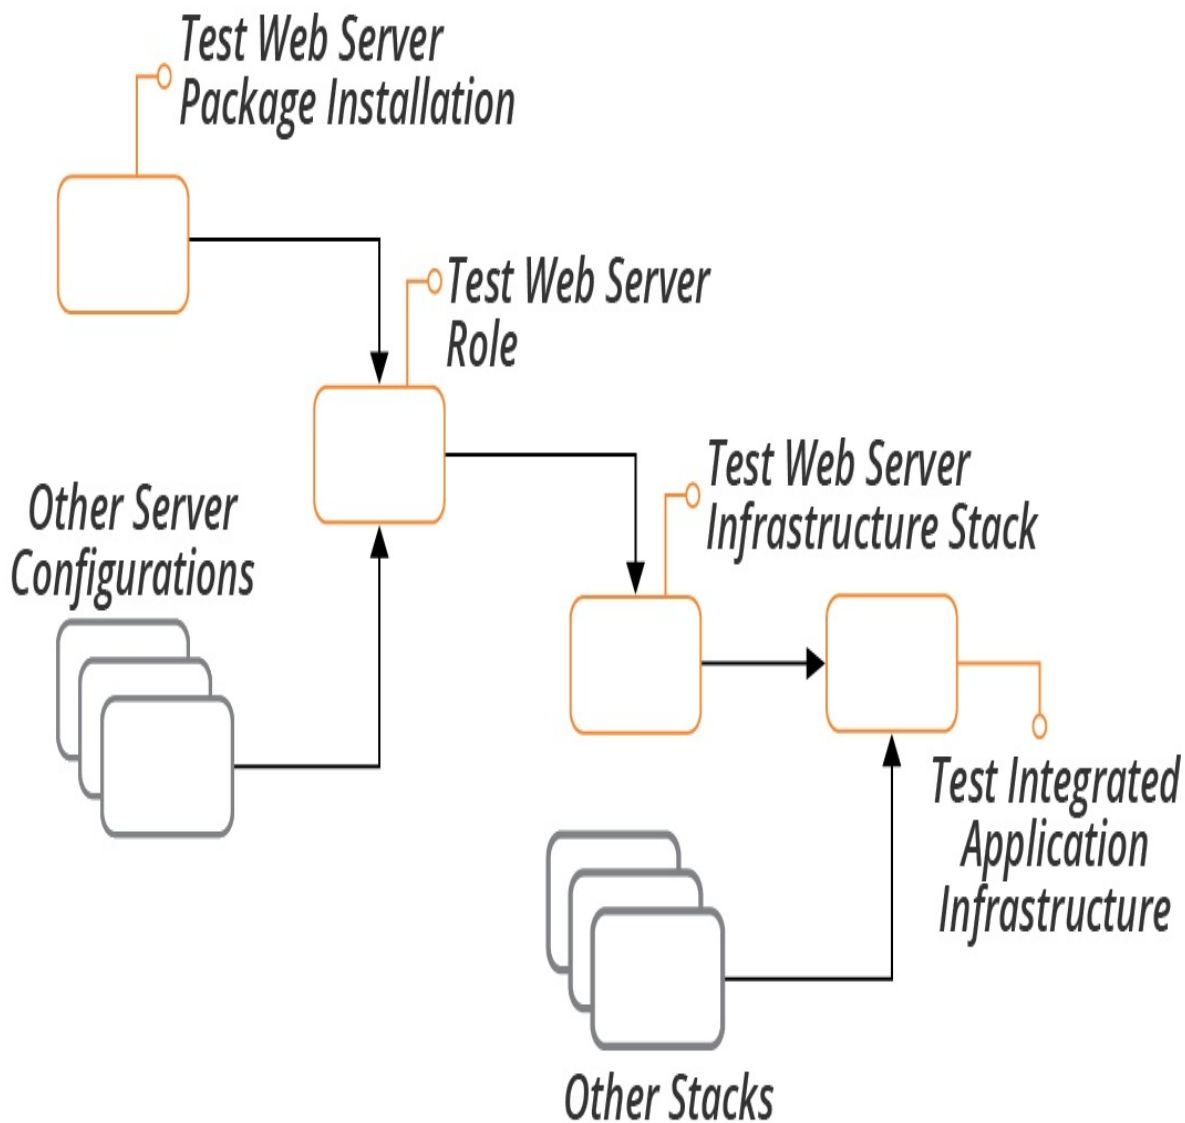 Test Web Server
Package Installation
Test Web Server
Role
Test Web Server
Infrastructure Stack
Other Server
Configurations
Test Integrated
Application
Infrastructure
Other Stacks